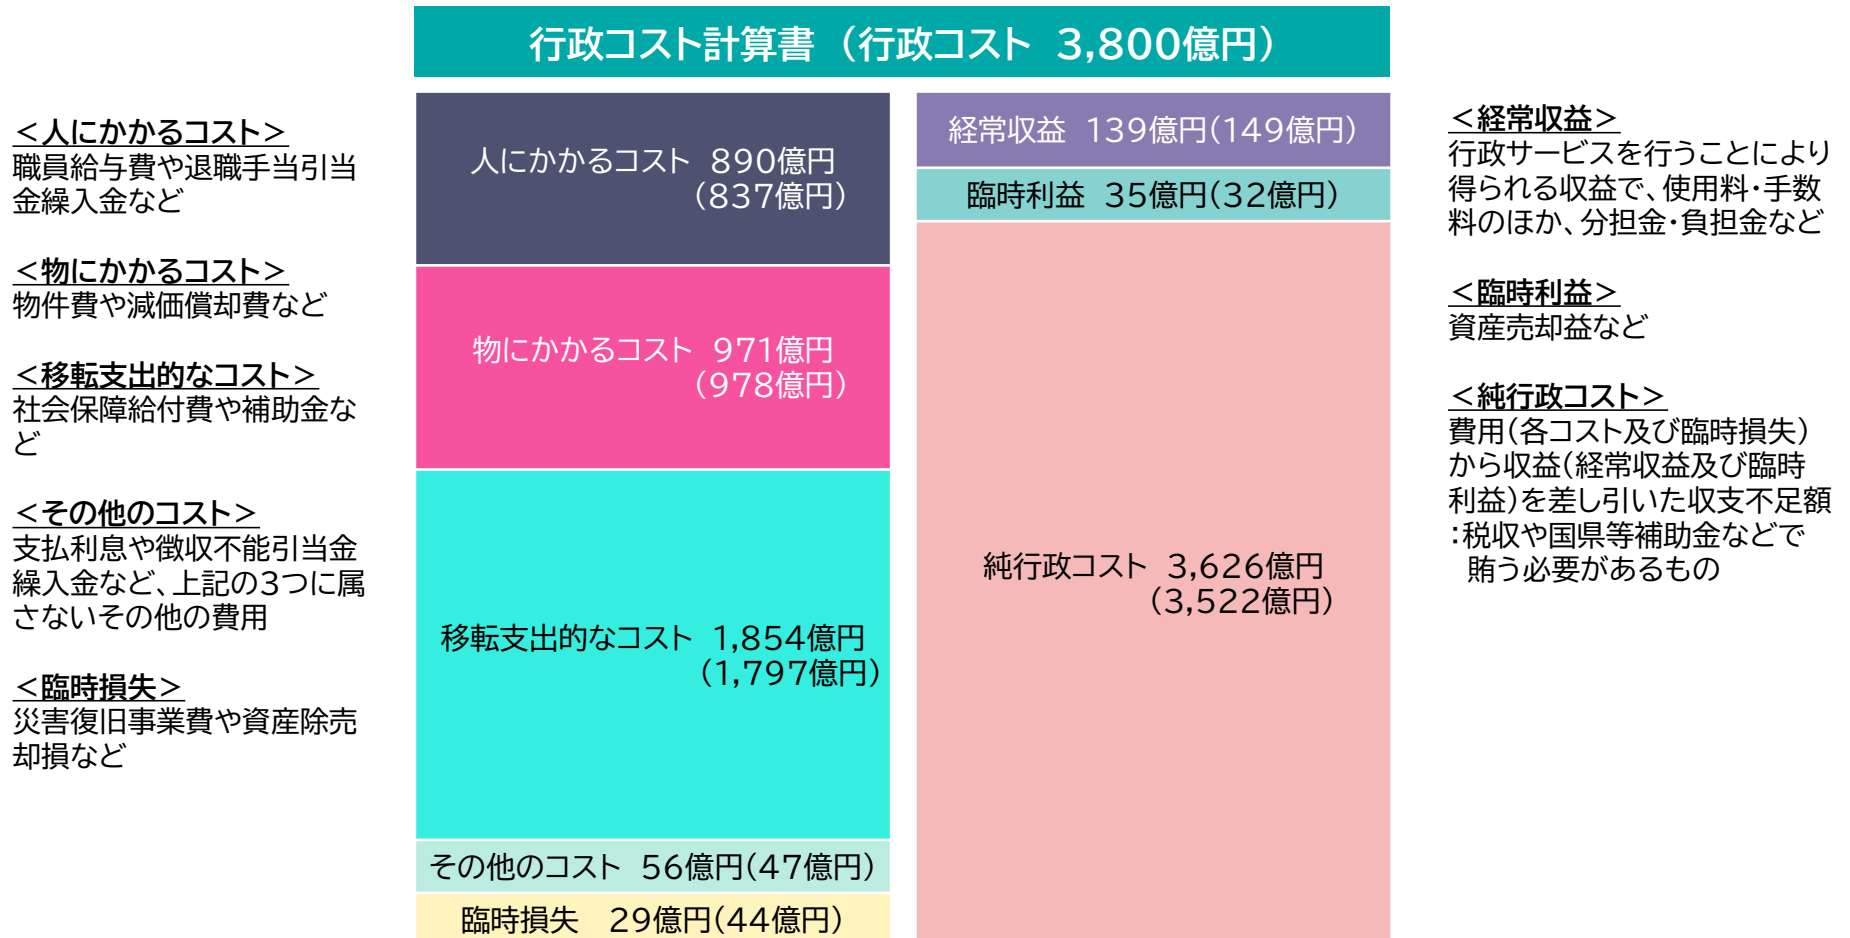 行政コスト計算書（行政コスト　3,800億円）
＜人にかかるコスト＞
職員給与費や退職手当引当
金繰入金など
＜物にかかるコスト＞
物件費や減価償却費など
＜移転支出的なコスト＞
社会保障給付費や補助金な
ど
＜その他のコスト＞
支払利息や徴収不能引当金
繰入金など、上記の3つに属
さないその他の費用
＜臨時損失＞
災害復旧事業費や資産除売
却損など
人にかかるコスト　890億円
（837億円）
物にかかるコスト　971億円
（978億円）
移転支出的なコスト　1,854億円
（1,797億円）
その他のコスト　56億円（47億円）
臨時損失　29億円（44億円）
経常収益　139億円（149億円）
臨時利益　35億円（32億円）
純行政コスト　3,626億円
（3,522億円）
＜経常収益＞
行政サービスを行うことにより
得られる収益で、使用料・手数
料のほか、分担金・負担金など
＜臨時利益＞
資産売却益など
＜純行政コスト＞
費用（各コスト及び臨時損失）
から収益（経常収益及び臨時
利益）を差し引いた収支不足額
：税収や国県等補助金などで
賄う必要があるもの